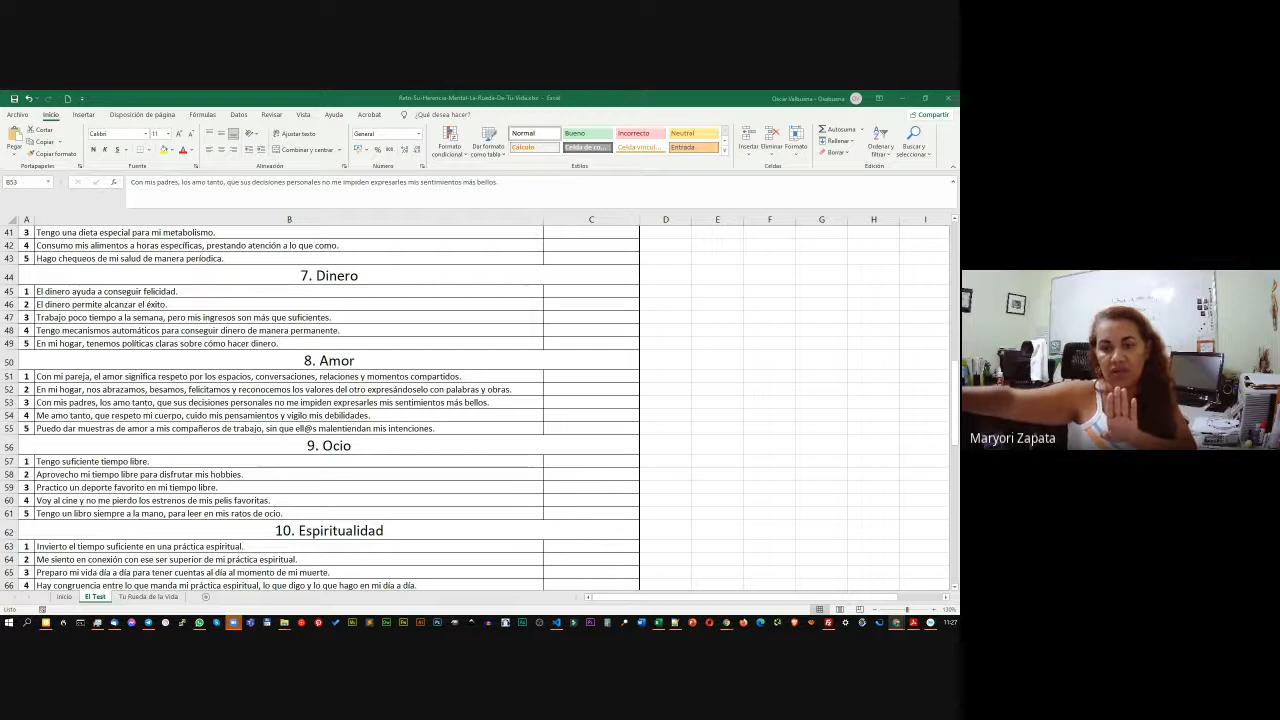 Reto-Su-Herencia-Mental-La-Rueda-De-Tu-Vida.xlsx - Excel
Oscar Valbuena - Osabuena
OV
Archivo Inicio Insertar Disposición de página Fórmulas Datos Revisar Vista Ayuda Acrobat ¿Qué desea hacer? Compartir
Pegar
Cortar
Copiar
Copiar formato
Portapapeles
Calibri 11
N K S
Fuente
Ajustar texto
Combinar y centrar
Alineación
General
Número
Formato condicional
Dar formato como tabla
Normal Bueno Incorrecto Neutral
Cálculo Celda de co... Celda vincul... Entrada
Estilos
Insertar Eliminar Formato
Celdas
Autosuma
Rellenar
Borrar
Ordenar y filtrar
Buscar y seleccionar
Edición
B53 Con mis padres, los amo tanto, que sus decisiones personales no me impiden expresarles mis sentimientos más bellos.
A B C D E F G H I
41 3 Tengo una dieta especial para mi metabolismo.
42 4 Consumo mis alimentos a horas específicas, prestando atención a lo que como.
43 5 Hago chequeos de mi salud de manera períodica.
44 7. Dinero
45 1 El dinero ayuda a conseguir felicidad.
46 2 El dinero permite alcanzar el éxito.
47 3 Trabajo poco tiempo a la semana, pero mis ingresos son más que suficientes.
48 4 Tengo mecanismos automáticos para conseguir dinero de manera permanente.
49 5 En mi hogar, tenemos políticas claras sobre cómo hacer dinero.
50 8. Amor
51 1 Con mi pareja, el amor significa respeto por los espacios, conversaciones, relaciones y momentos compartidos.
52 2 En mi hogar, nos abrazamos, besamos, felicitamos y reconocemos los valores del otro expresándoselo con palabras y obras.
53 3 Con mis padres, los amo tanto, que sus decisiones personales no me impiden expresarles mis sentimientos más bellos.
54 4 Me amo tanto, que respeto mi cuerpo, cuido mis pensamientos y vigilo mis debilidades.
55 5 Puedo dar muestras de amor a mis compañeros de trabajo, sin que ell@s malentiendan mis intenciones.
56 9. Ocio
57 1 Tengo suficiente tiempo libre.
58 2 Aprovecho mi tiempo libre para disfrutar mis hobbies.
59 3 Practico un deporte favorito en mi tiempo libre.
60 4 Voy al cine y no me pierdo los estrenos de mis pelis favoritas.
61 5 Tengo un libro siempre a la mano, para leer en mis ratos de ocio.
62 10. Espiritualidad
63 1 Invierto el tiempo suficiente en una práctica espiritual.
64 2 Me siento en conexión con ese ser superior de mi práctica espiritual.
65 3 Preparo mi vida día a día para tener cuentas al día al momento de mi muerte.
66 4 Hay congruencia entre lo que manda mi práctica espiritual, lo que digo y lo que hago en mi día a día.
Inicio El Test Tu Rueda de la Vida
Listo
130%
11:27
Maryori Zapata